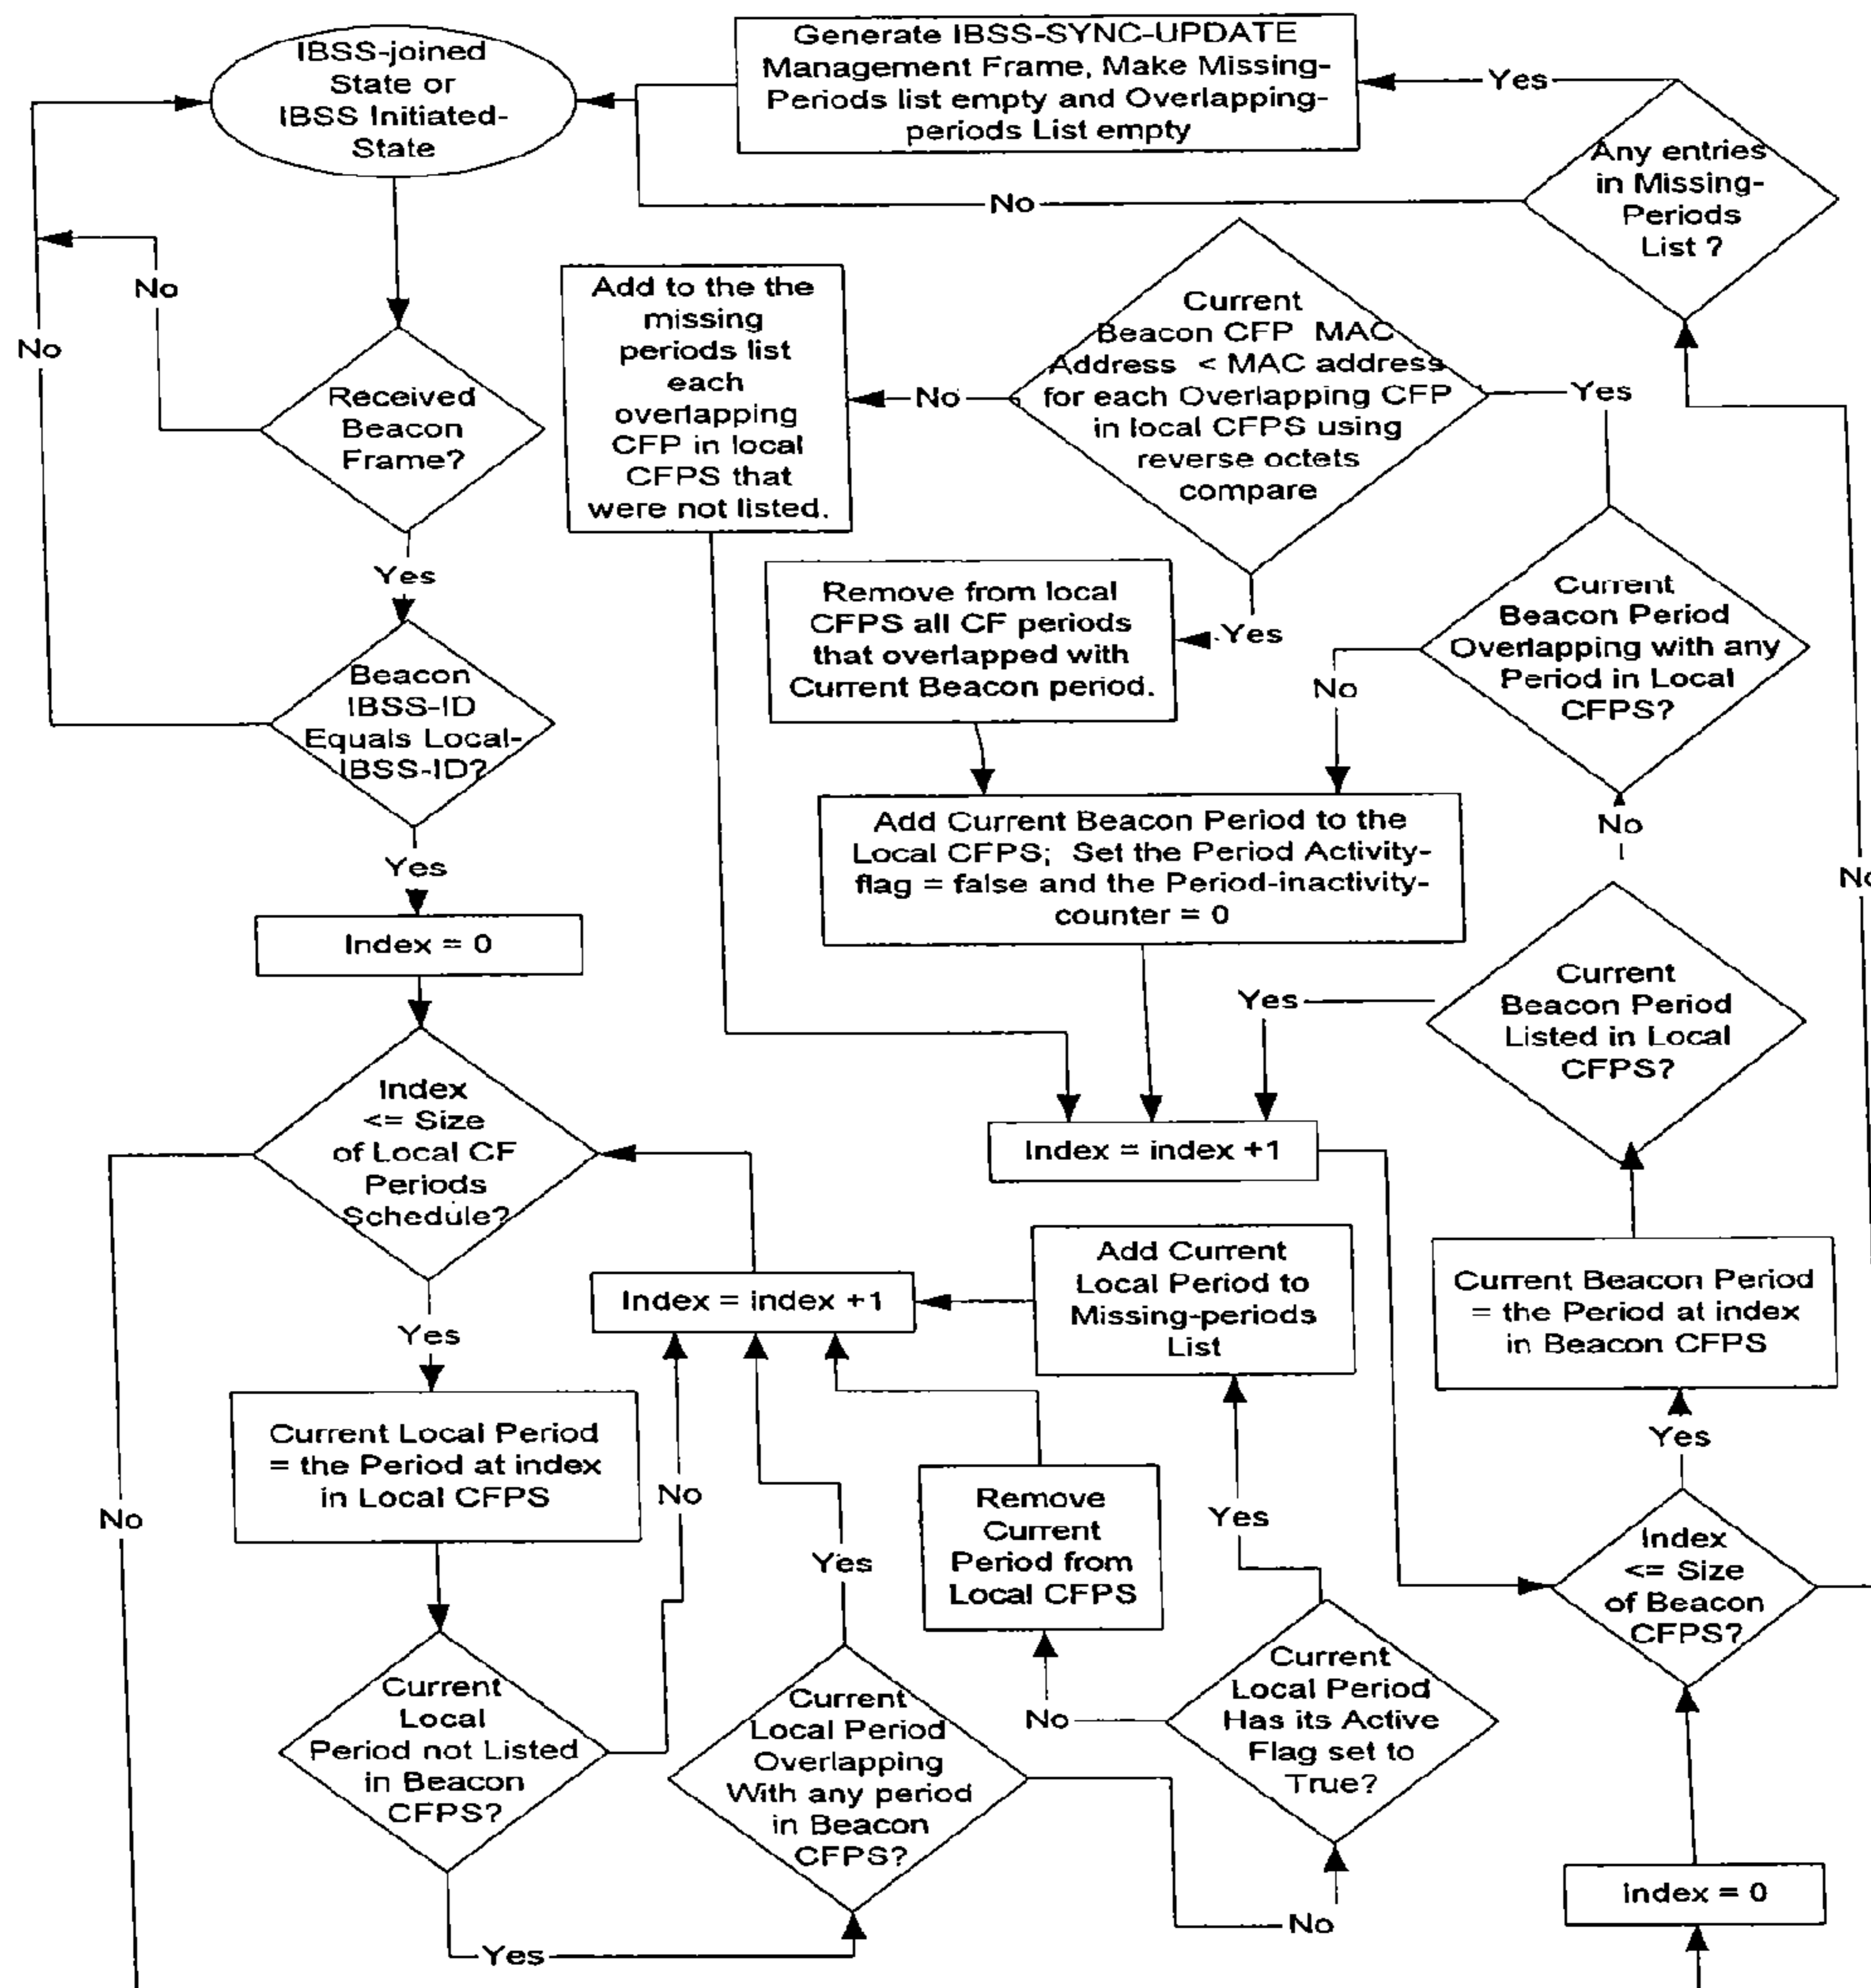 IBSS-joined
State or
IBSS Initiated-
State
Generate IBSS-SYNC-UPDATE
Management Frame, Make Missing-
Periods list empty and Overlapping-
periods List empty
Yes
Any entries
in Missing-
Periods
List ?
No
No
No
Received
Beacon
Frame?
Yes
Add to the the
missing
periods list
each
overlapping
CFP in local
CFPS that
were not listed.
No
Current
Beacon CFP MAC
Address < MAC address
for each Overlapping CFP
in local CFPS using
reverse octets
compare
Yes
Yes
Remove from local
CFPS all CF periods
that overlapped with
Current Beacon period.
Current
Beacon Period
Overlapping with any
Period in Local
CFPS?
No
No
Beacon
IBSS-ID
Equals Local-
IBSS-ID?
Yes
Add Current Beacon Period to the
Local CFPS; Set the Period Activity-
flag = false and the Period-inactivity-
counter = 0
Index = 0
Yes
Current
Beacon Period
Listed in Local
CFPS?
Index
<= Size
of Local CF
Periods
Schedule?
Yes
No
Index = index +1
Index = index +1
Add Current
Local Period to
Missing-periods
List
Current Beacon Period
= the Period at index
in Beacon CFPS
Yes
Current Local Period
= the Period at index
in Local CFPS
No
Yes
Remove
Current
Period from
Local CFPS
Yes
Index
<= Size
of Beacon
CFPS?
Current
Local
Period not Listed
in Beacon
CFPS?
Yes
Current
Local Period
Overlapping
With any period
in Beacon
CFPS?
No
No
Current
Local Period
Has its Active
Flag set to
True?
index = 0